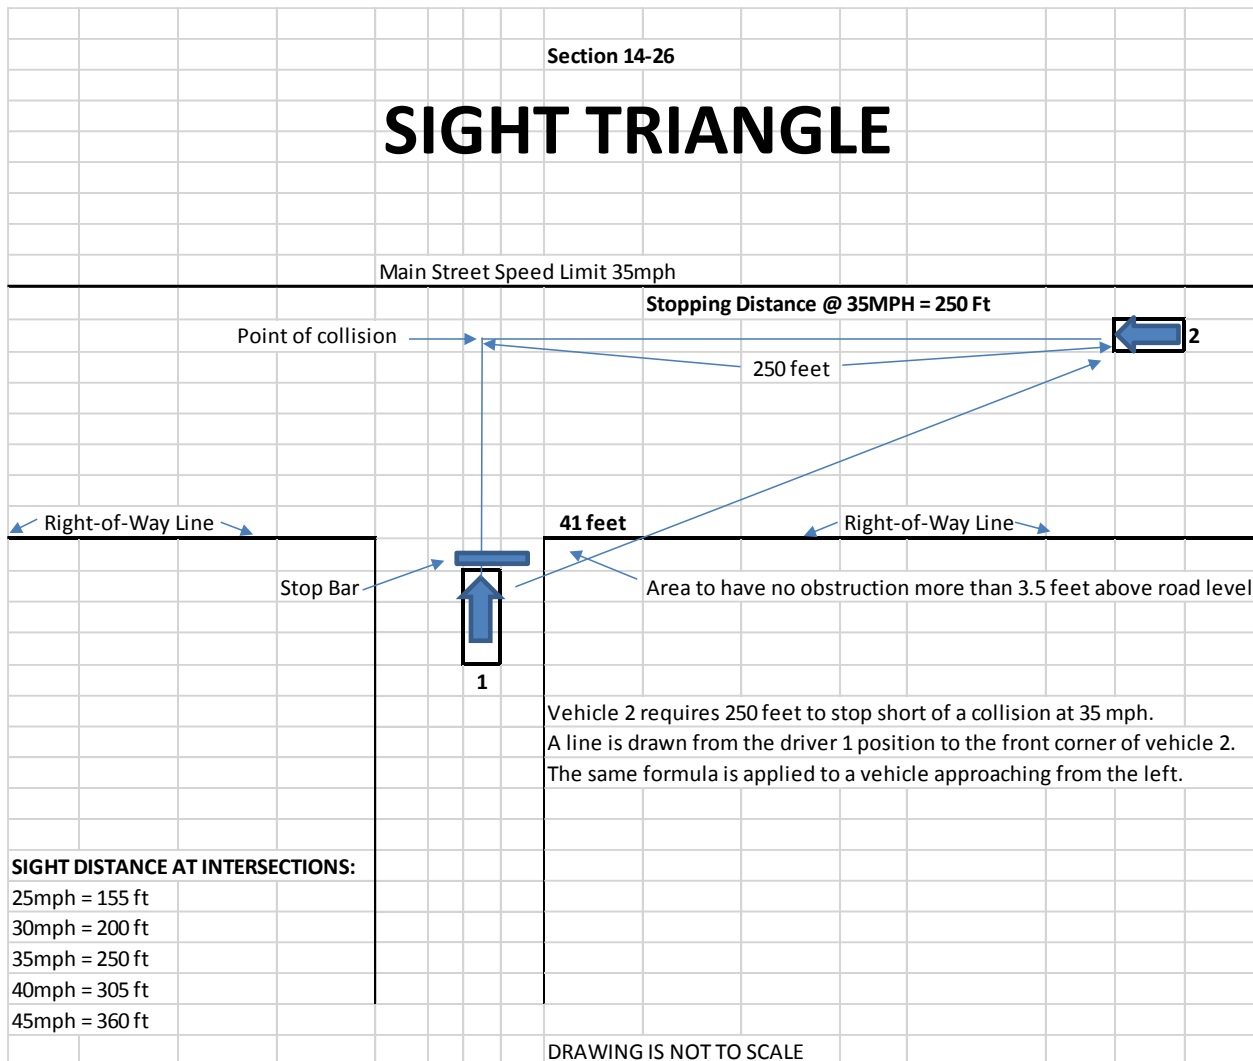 Section 14-26
SIGHT TRIANGLE
Main Street Speed Limit 35mph
Stopping Distance @ 35MPH = 250 Ft
Point of collision
2
250 feet
Right-of-Way Line
41 feet
Right-of-Way Line
Stop Bar
Area to have no obstruction more than 3.5 feet above road level
1
Vehicle 2 requires 250 feet to stop short of a collision at 35 mph.
A line is drawn from the driver 1 position to the front corner of vehicle 2.
The same formula is applied to a vehicle approaching from the left.
SIGHT DISTANCE AT INTERSECTIONS:
25mph = 155 ft
30mph = 200 ft
35mph = 250 ft
40mph = 305 ft
45mph = 360 ft
DRAWING IS NOT TO SCALE